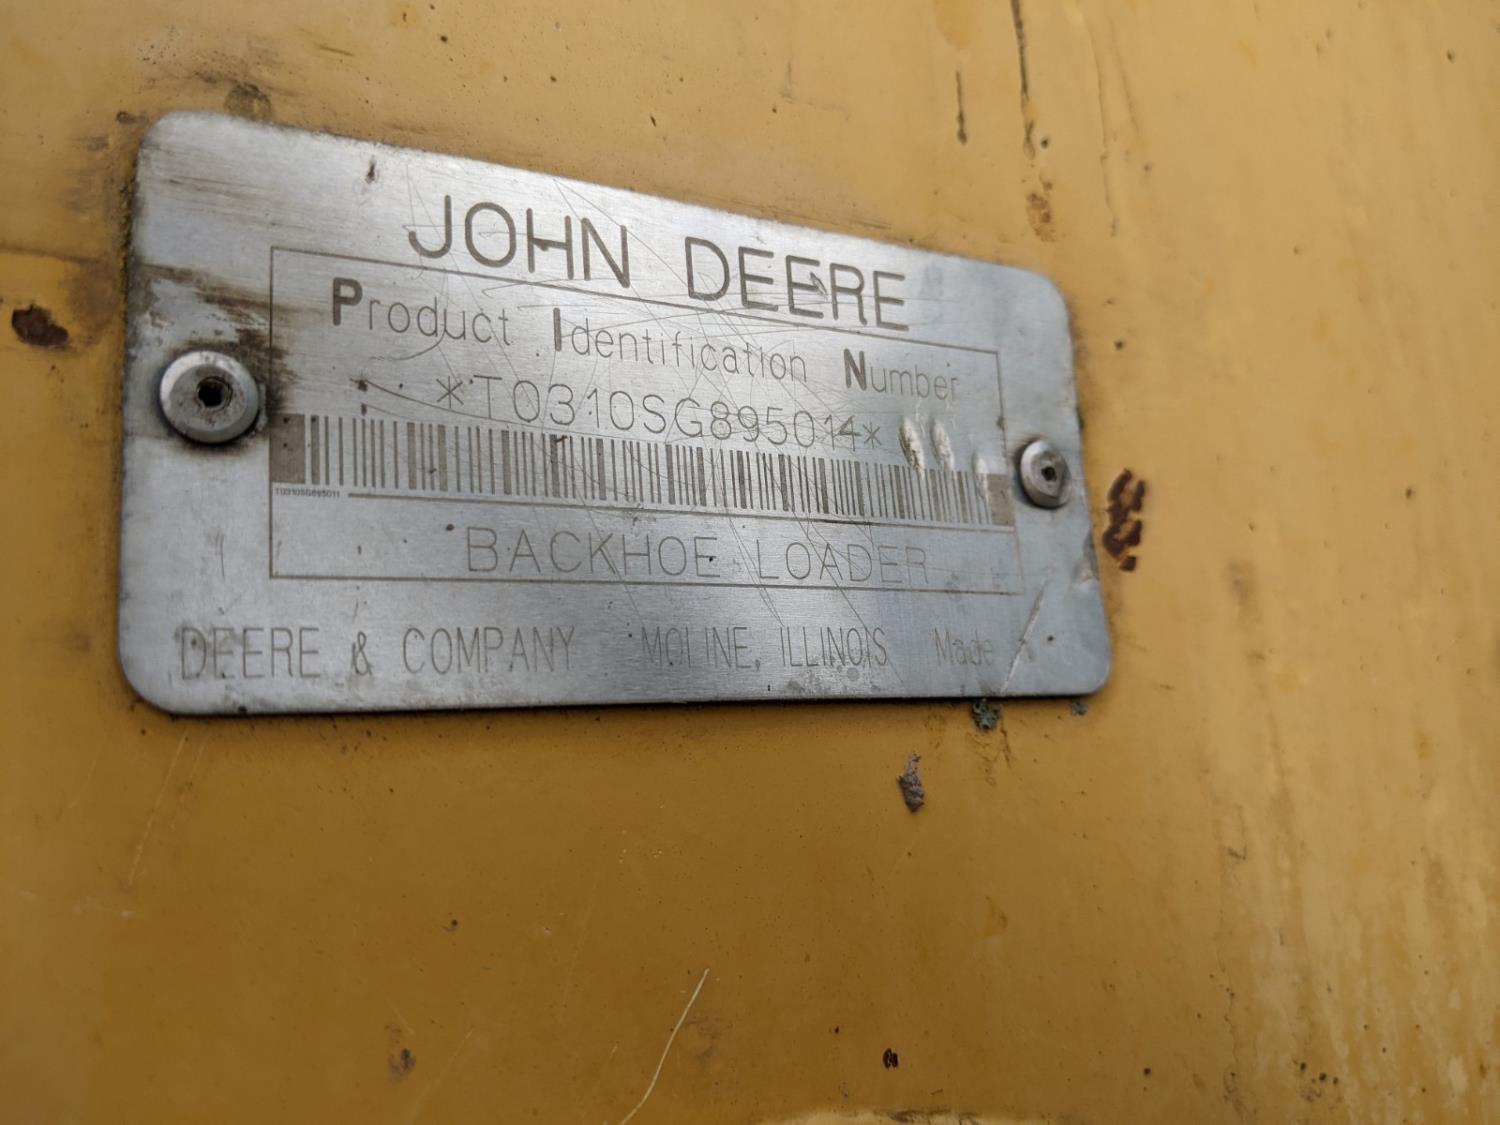 JOHN DEERE
Product Identification Number
*T0310SG895014*
BACKHOE LOADER
DEERE & COMPANY MOLINE, ILLINOIS Made